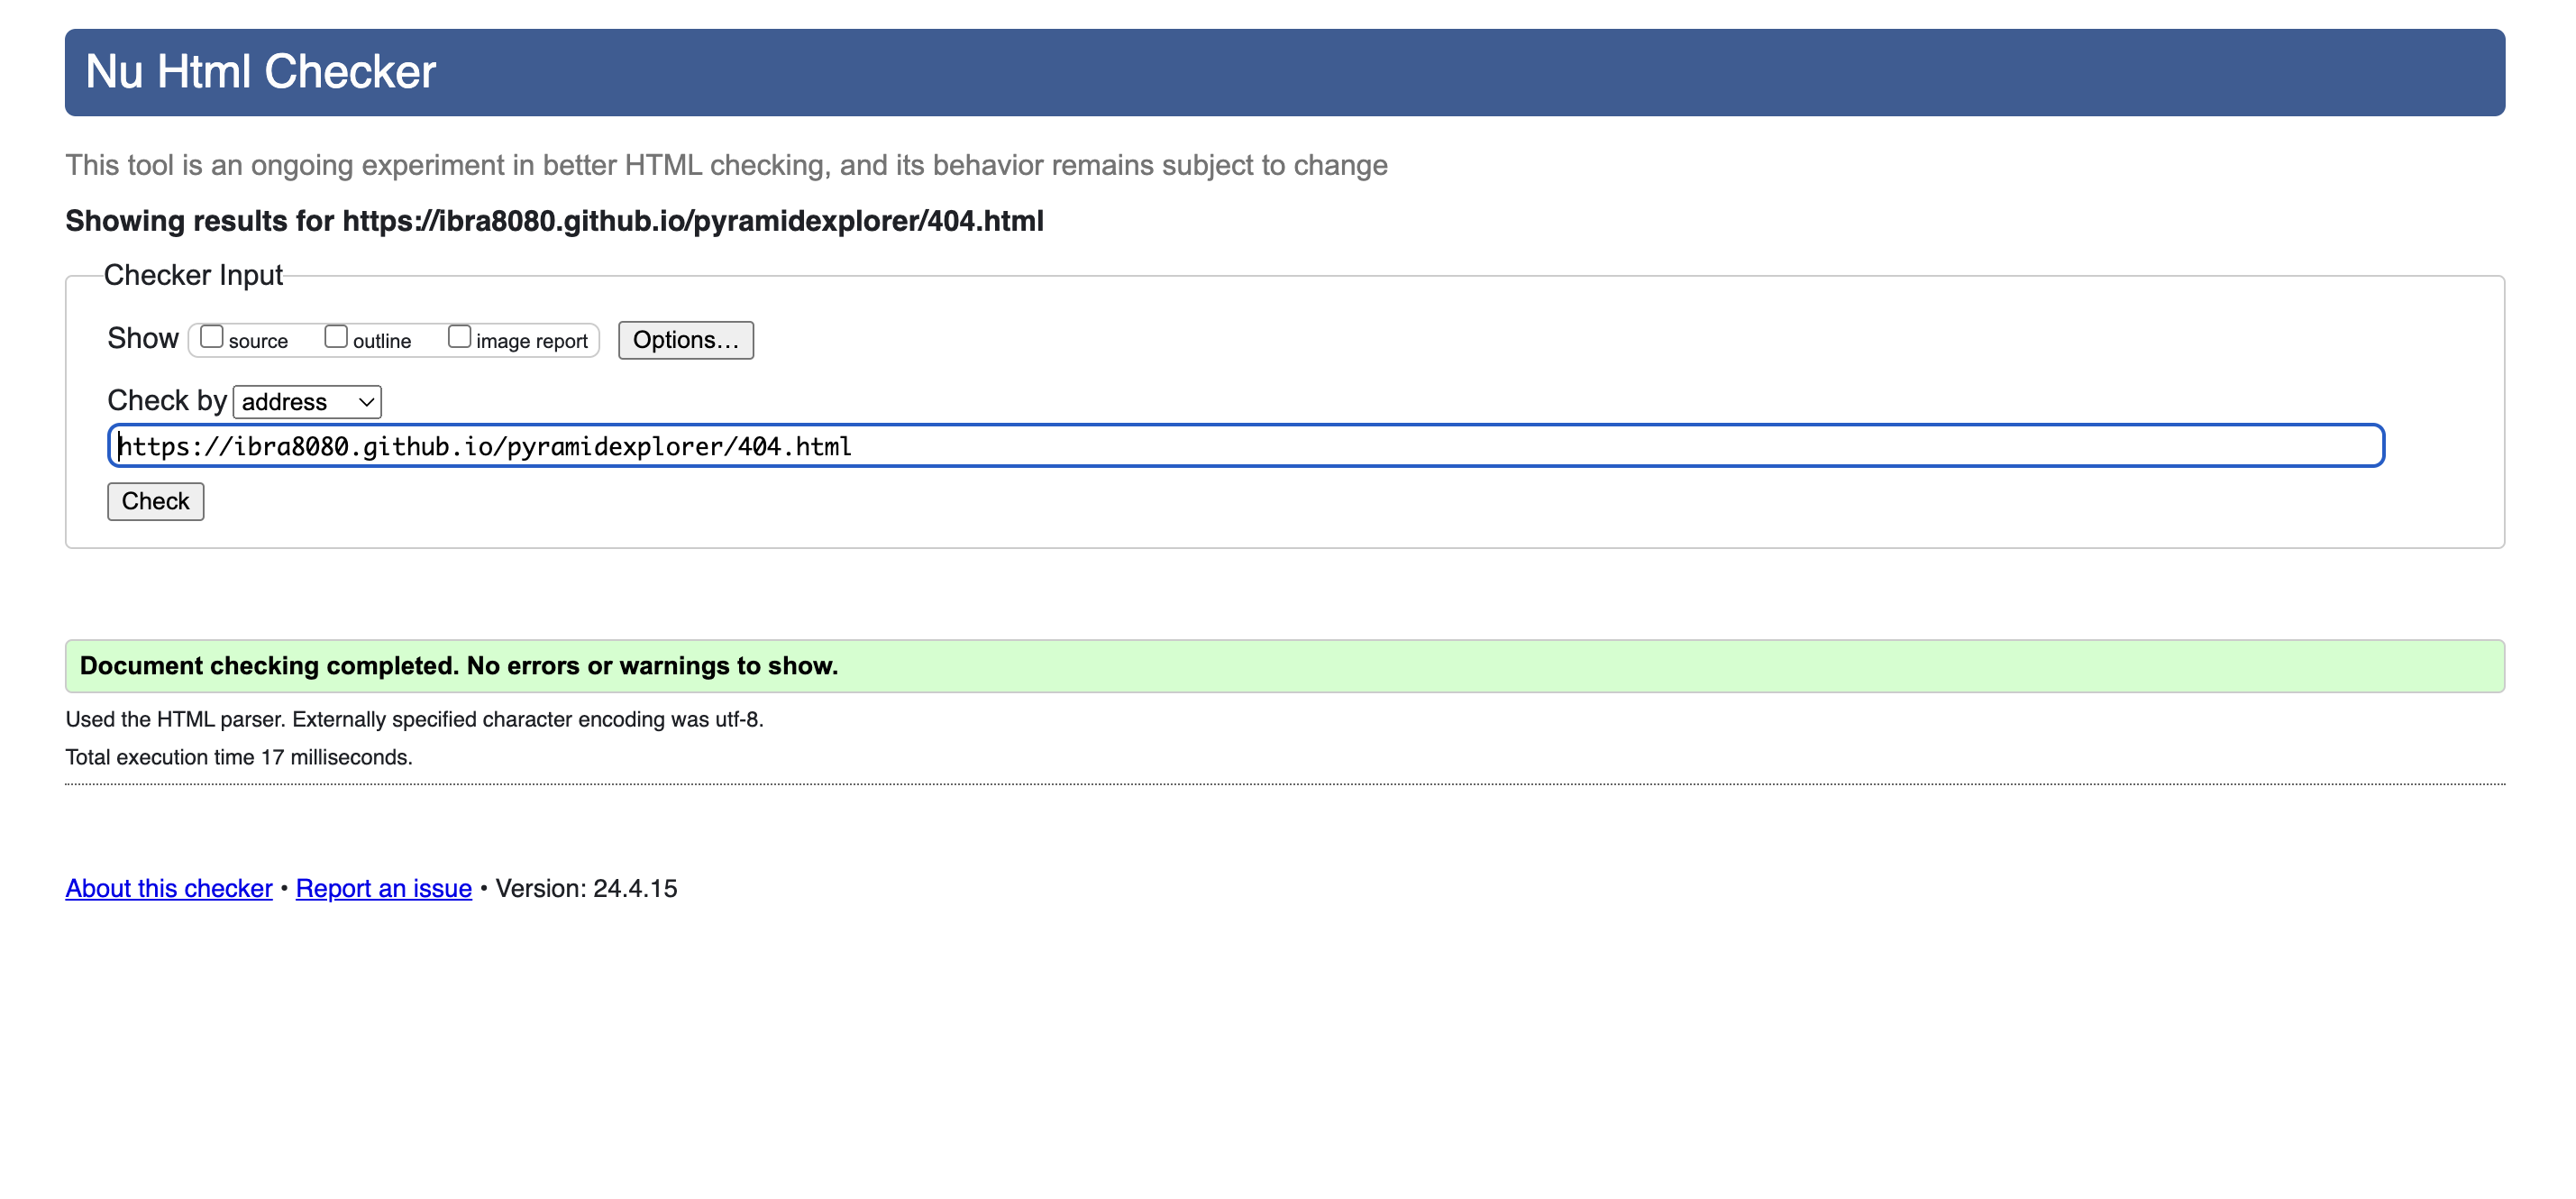 Nu Html Checker
This tool is an ongoing experiment in better HTML checking, and its behavior remains subject to change
Showing results for https://ibra8080.github.io/pyramidexplorer/404.html
Checker Input
Show source outline image report Options...
Check by address
https://ibra8080.github.io/pyramidexplorer/404.html
Check
Document checking completed. No errors or warnings to show.
Used the HTML parser. Externally specified character encoding was utf-8.
Total execution time 17 milliseconds.
About this checker • Report an issue • Version: 24.4.15